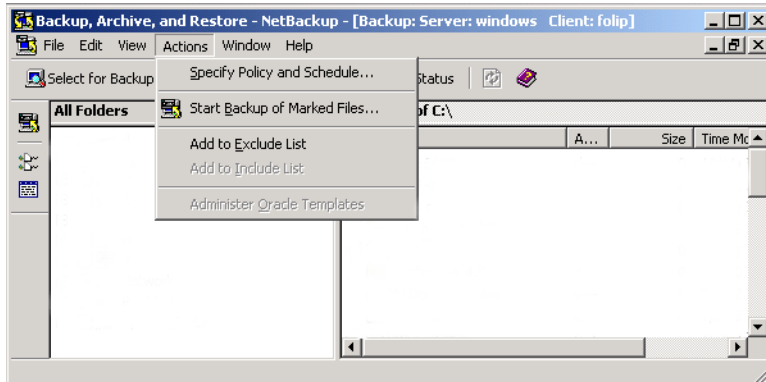 Backup, Archive, and Restore - NetBackup - [Backup: Server: windows Client: folip]
File Edit View Actions Window Help
Select for Backup
Status
Specify Policy and Schedule...
Start Backup of Marked Files...
Add to Exclude List
Add to Include List
Administer Oracle Templates
All Folders
of C:\
A... Size Time Mo